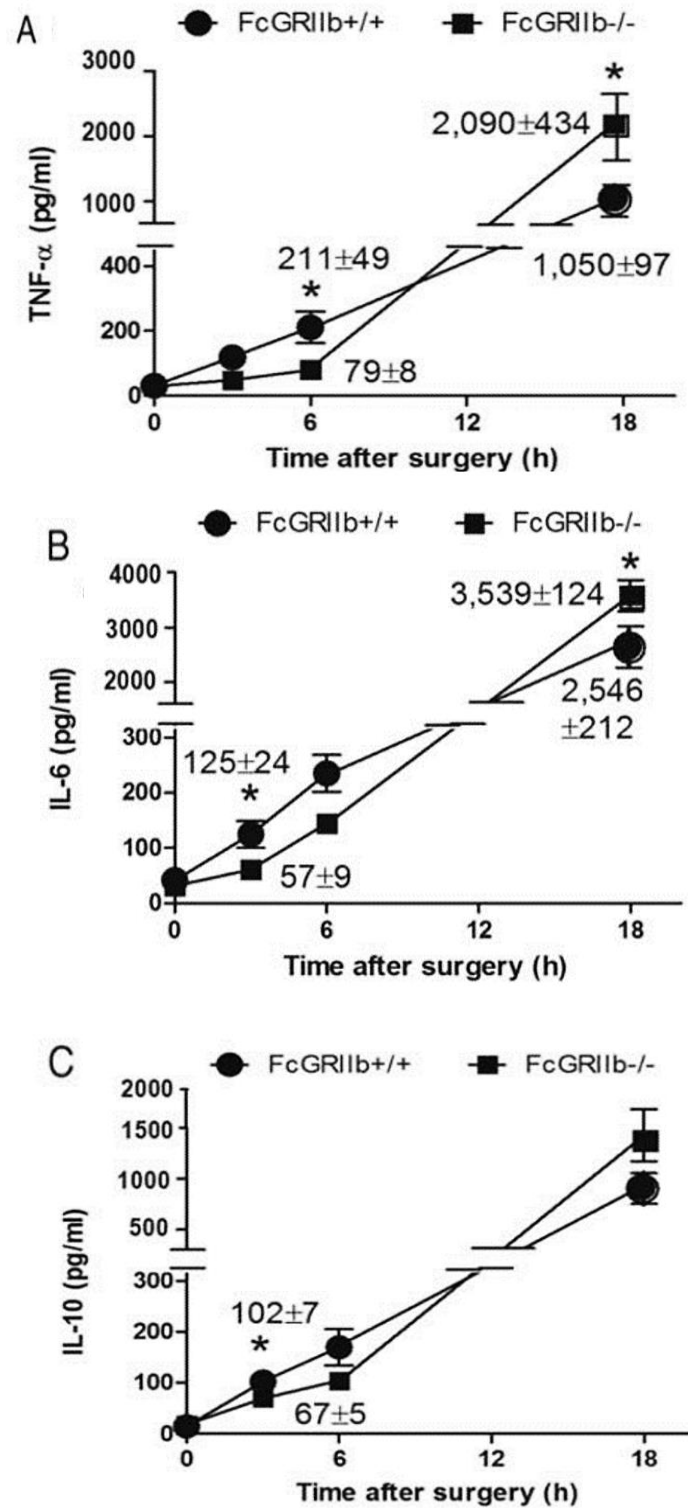 A
FcGRIIb+/+ FcGRIIb-/-
3000
2000
1000
400
200
0
TNF-α (pg/ml)
*
2,090±434
211±49
*
1,050±97
79±8
0 6 12 18
Time after surgery (h)
B
FcGRIIb+/+ FcGRIIb-/-
4000
3000
2000
300
200
100
0
IL-6 (pg/ml)
*
3,539±124
2,546
±212
125±24
*
57±9
0 6 12 18
Time after surgery (h)
C
FcGRIIb+/+ FcGRIIb-/-
2000
1500
1000
500
300
200
100
0
IL-10 (pg/ml)
102±7
*
67±5
0 6 12 18
Time after surgery (h)